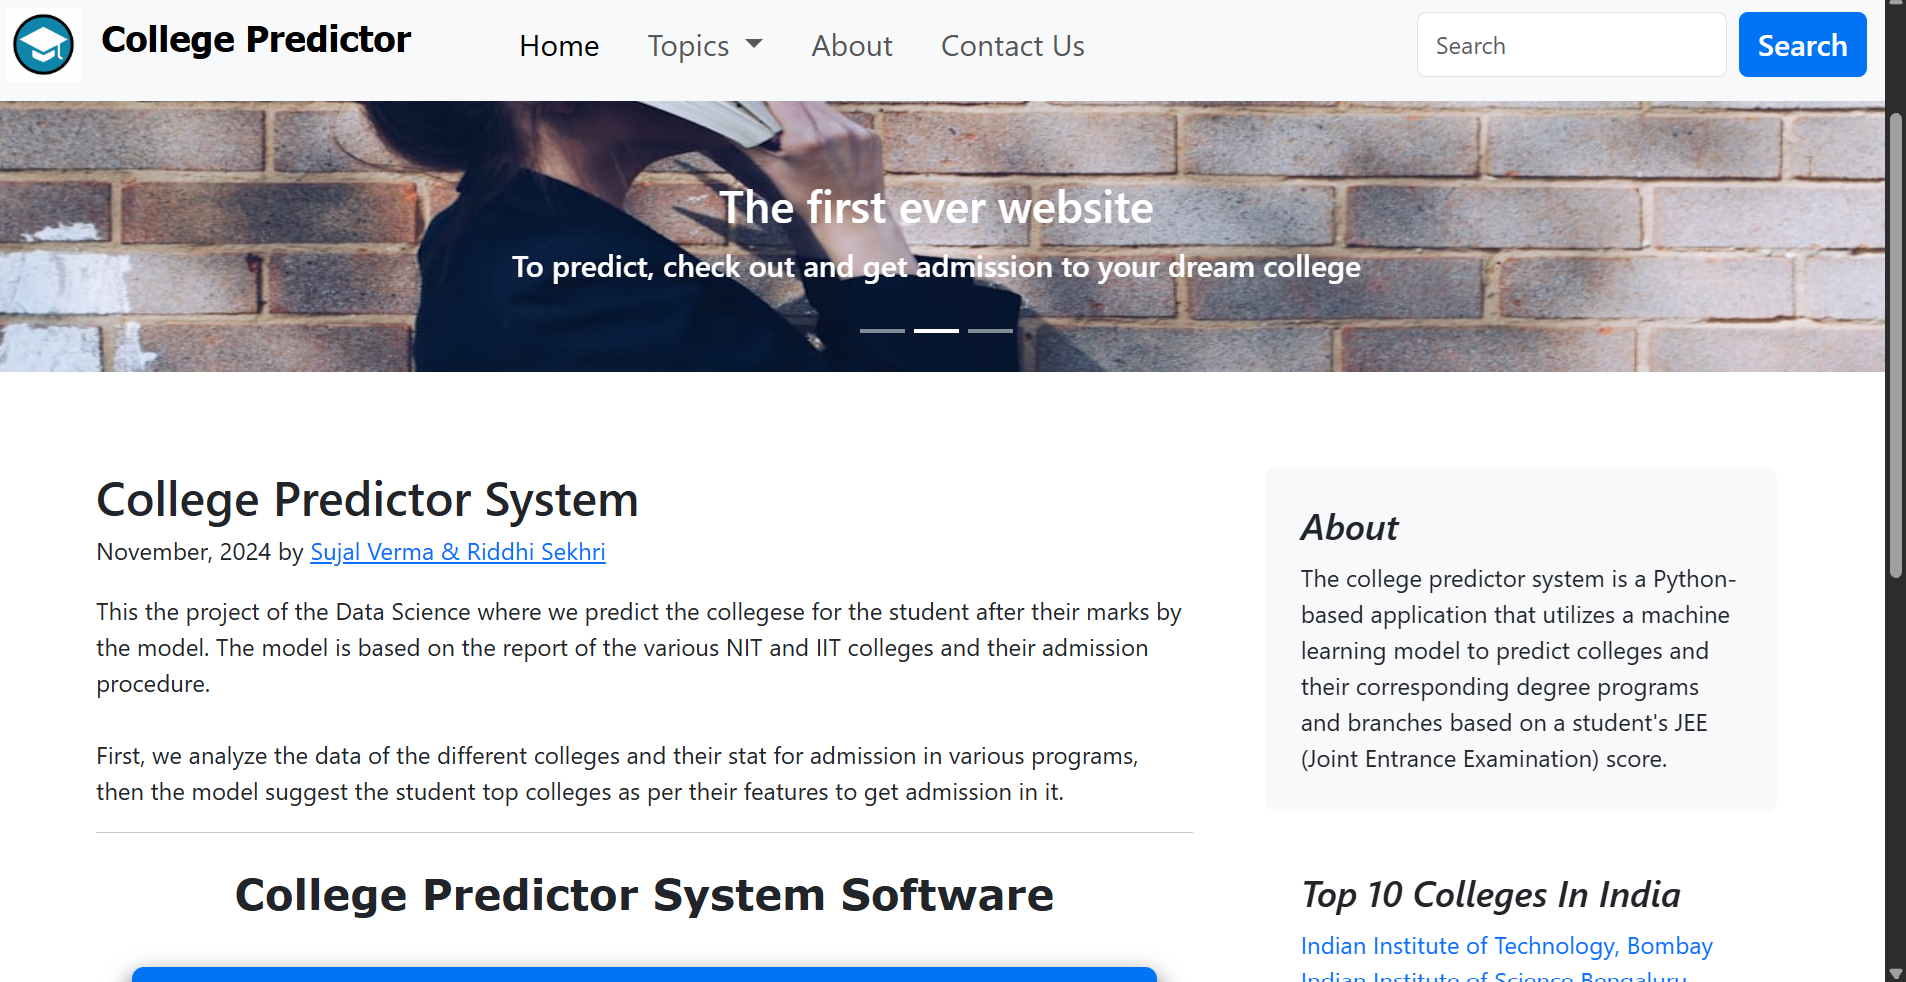 College Predictor
Home
Topics
About
Contact Us
Search
Search
The first ever website
To predict, check out and get admission to your dream college
College Predictor System
November, 2024 by Sujal Verma & Riddhi Sekhri
This the project of the Data Science where we predict the collegese for the student after their marks by
the model. The model is based on the report of the various NIT and IIT colleges and their admission
procedure.
First, we analyze the data of the different colleges and their stat for admission in various programs,
then the model suggest the student top colleges as per their features to get admission in it.
College Predictor System Software
About
The college predictor system is a Python-
based application that utilizes a machine
learning model to predict colleges and
their corresponding degree programs
and branches based on a student's JEE
(Joint Entrance Examination) score.
Top 10 Colleges In India
Indian Institute of Technology, Bombay
Indian Institute of Science Bengaluru